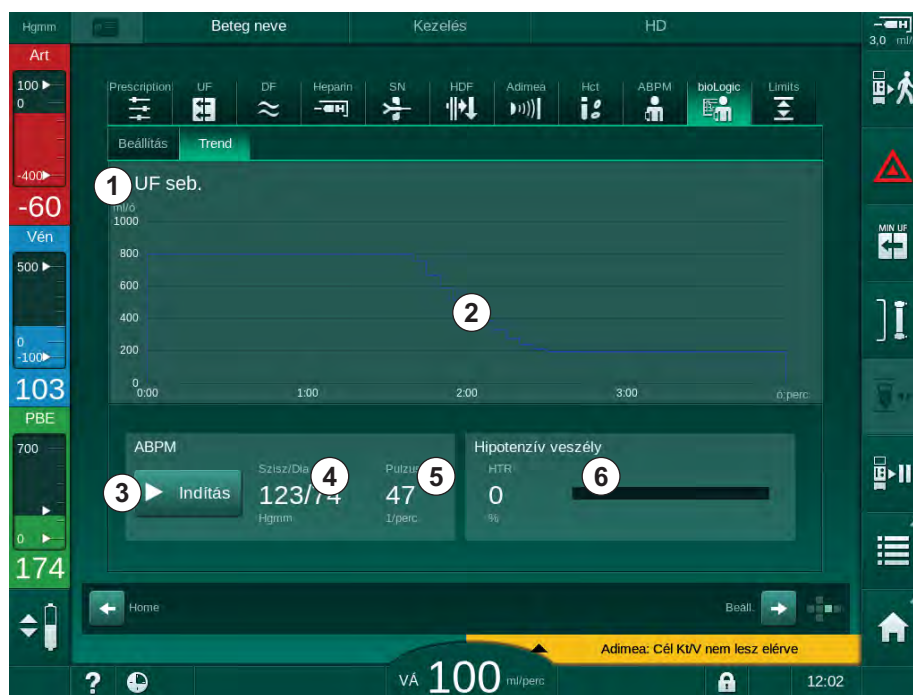 Hgmm
Beteg neve
Kezelés
HD
3,0 ml/
Art
100
0
-400
-60
Vén
500
0
-100
103
PBE
700
0
174
Prescription
UF
DF
Heparin
SN
HDF
Adimea
Hct
ABPM
bioLogic
Limits
Beállítás
Trend
1
UF seb.
ml/ó
1000
800
600
400
200
0
0:00
1:00
2:00
3:00
ó:perc
2
ABPM
3
Indítás
Szisz/Dia
4
123/74
Hgmm
Pulzus
5
47
1/perc
Hipotenzív veszély
HTR
6
0
%
MIN UF
Home
Beáll.
Adimea: Cél Kt/V nem lesz elérve
?
VÁ 100 ml/perc
12:02